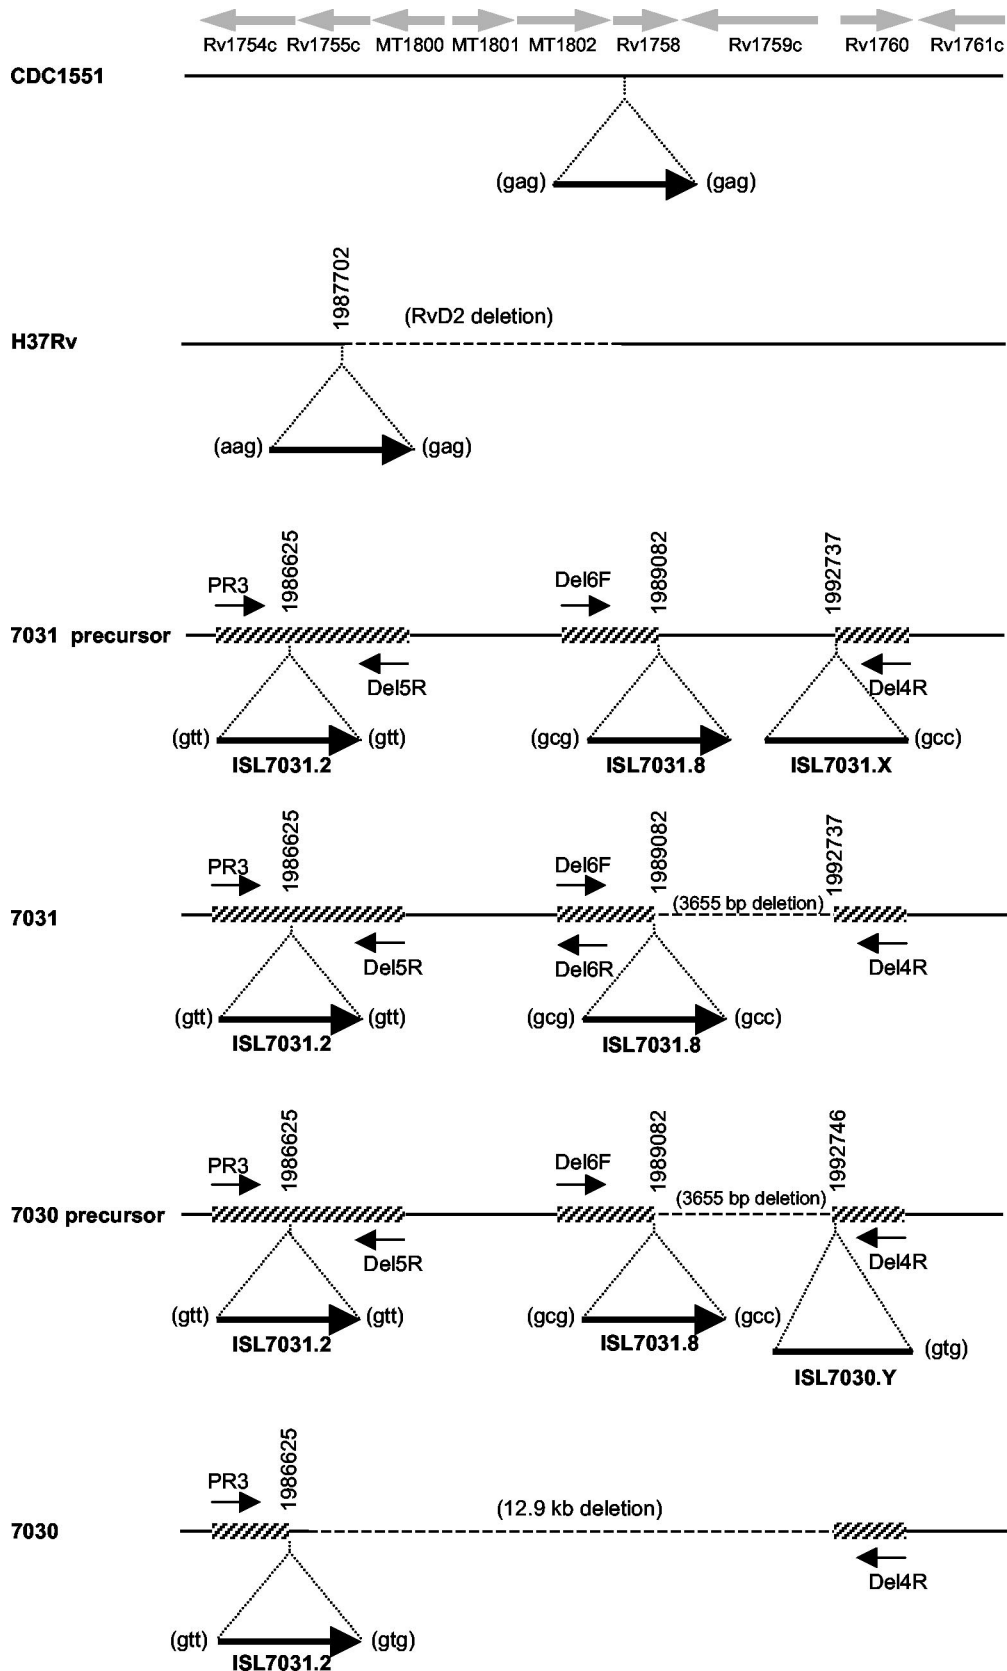 Rv1754c Rv1755c MT1800 MT1801 MT1802 Rv1758 Rv1759c Rv1760 Rv1761c
CDC1551
(gag) (gag)
1987702
(RvD2 deletion)
H37Rv
(aag) (gag)
1986625 1989082 1992737
PR3 Del6F
7031 precursor
Del5R Del4R
(gtt) (gtt) (gcg) (gcc)
ISL7031.2 ISL7031.8 ISL7031.X
1986625 1989082 1992737
PR3 Del6F
(3655 bp deletion)
7031
Del5R Del6R Del4R
(gtt) (gtt) (gcg) (gcc)
ISL7031.2 ISL7031.8
1986625 1989082 1992746
PR3 Del6F
(3655 bp deletion)
7030 precursor
Del5R Del4R
(gtt) (gtt) (gcg) (gcc)
ISL7031.2 ISL7031.8
(gtg)
ISL7030.Y
1986625
PR3
(12.9 kb deletion)
7030
Del4R
(gtt) (gtg)
ISL7031.2